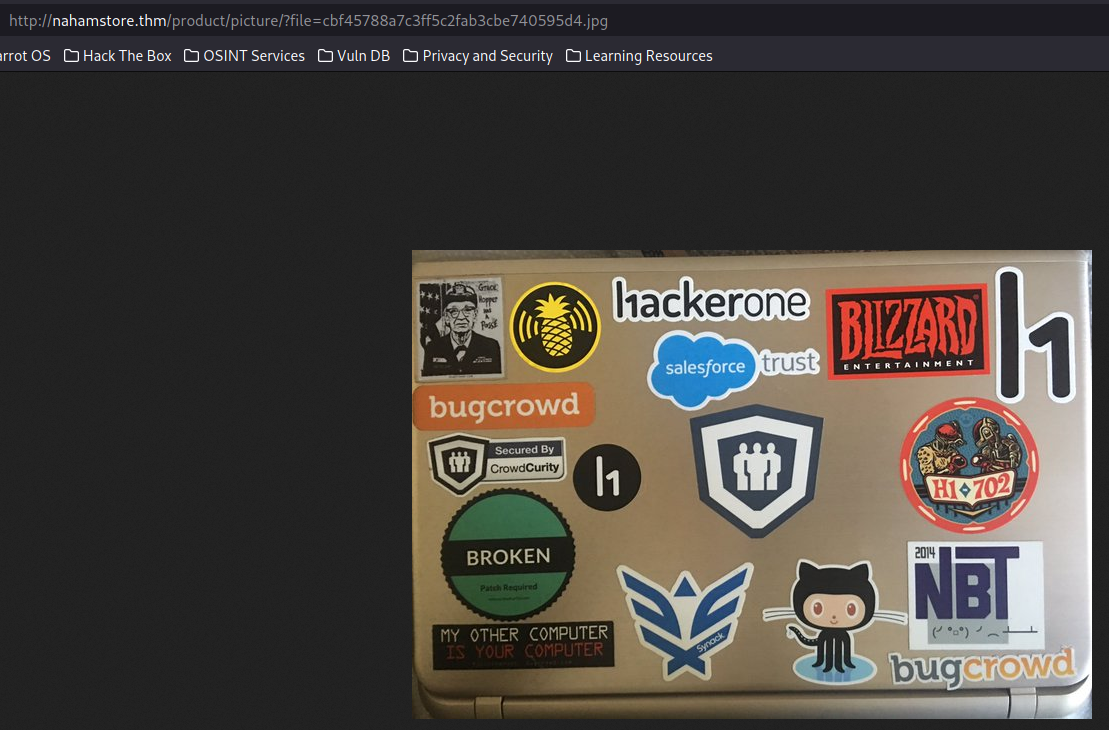 http://nahamstore.thm/product/picture/?file=cbf45788a7c3ff5c2fab3cbe740595d4.jpg
arrot OS Hack The Box OSINT Services Vuln DB Privacy and Security Learning Resources
Grace
Hopper
and a
Posse
hackerone
salesforce trust
BLIZZARD
ENTERTAINMENT
h1
bugcrowd
Secured By
CrowdCurity
h1
H1 702
BROKEN
Patch Required
MY OTHER COMPUTER
IS YOUR COMPUTER
Synack
2014
NBT
bugcrowd